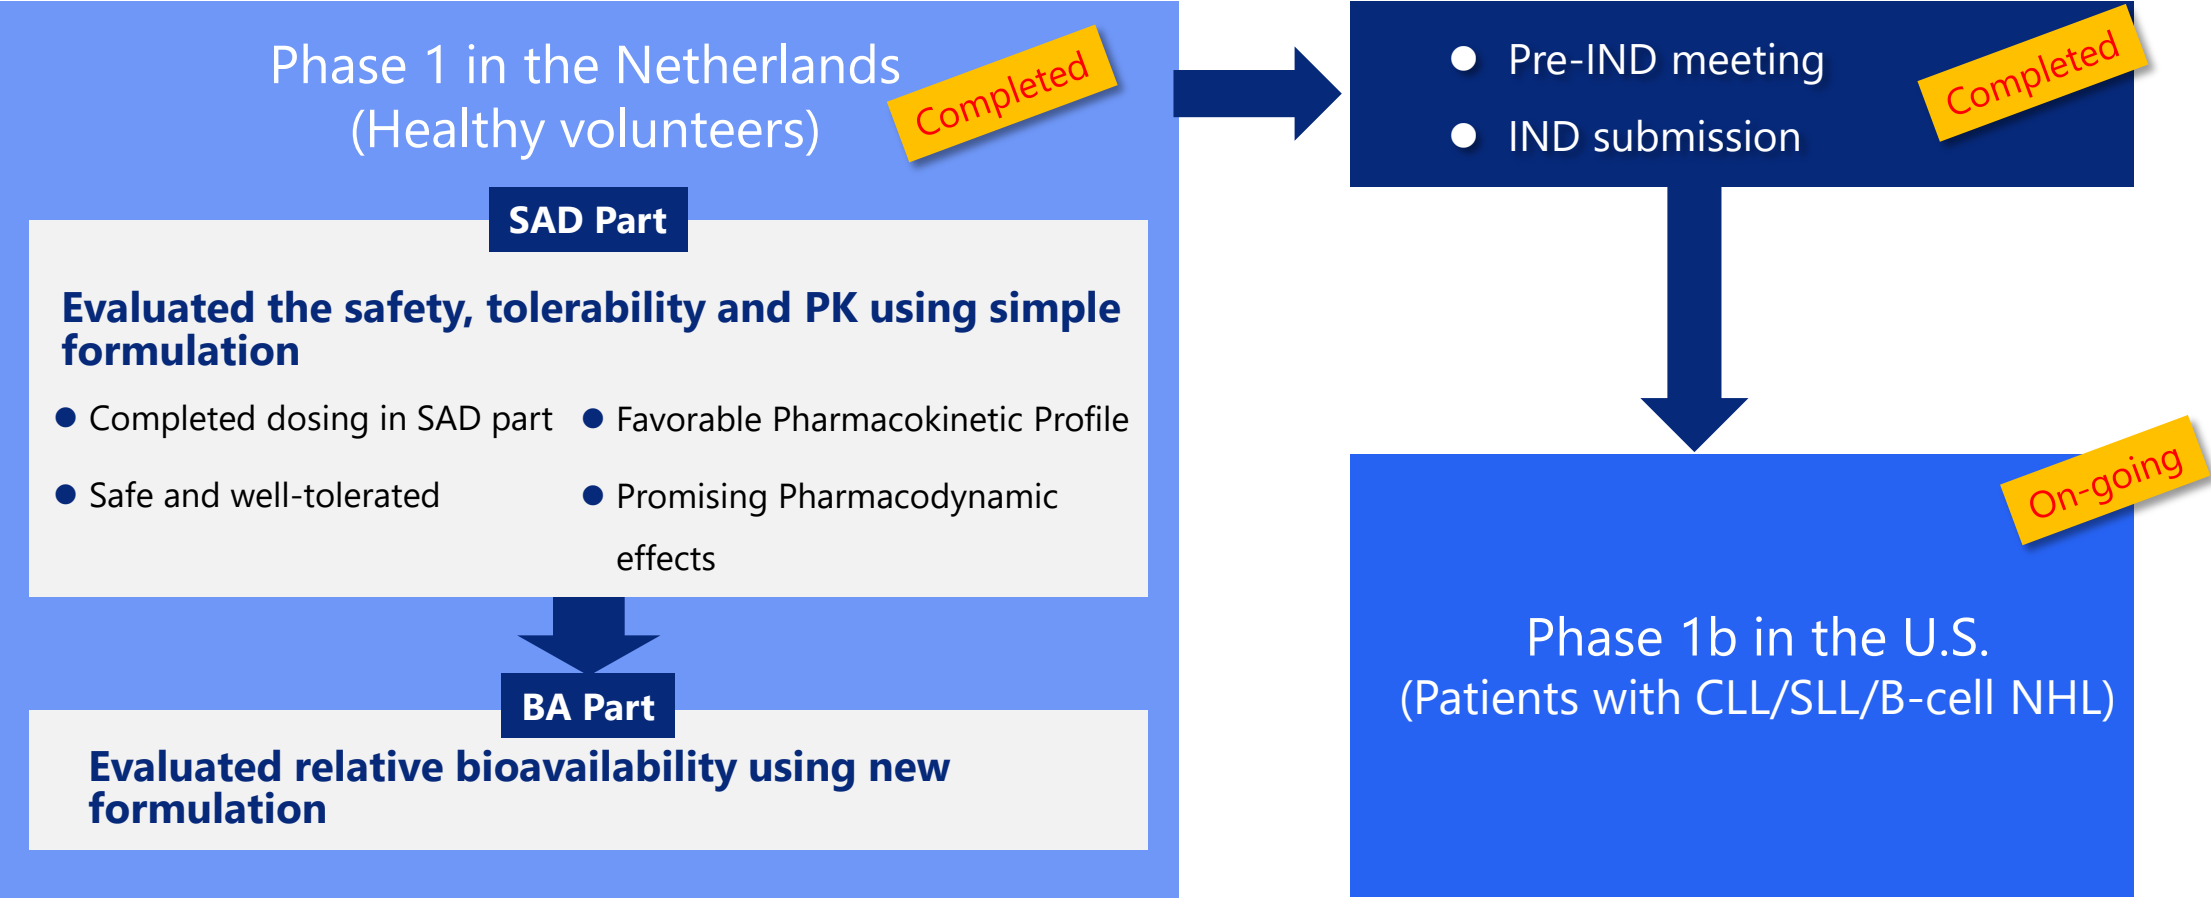 Phase 1 in the Netherlands
(Healthy volunteers)
Completed
SAD Part
Evaluated the safety, tolerability and PK using simple
formulation
Completed dosing in SAD part
Safe and well-tolerated
Favorable Pharmacokinetic Profile
Promising Pharmacodynamic
effects
BA Part
Evaluated relative bioavailability using new
formulation
Pre-IND meeting
IND submission
Completed
On-going
Phase 1b in the U.S.
(Patients with CLL/SLL/B-cell NHL)